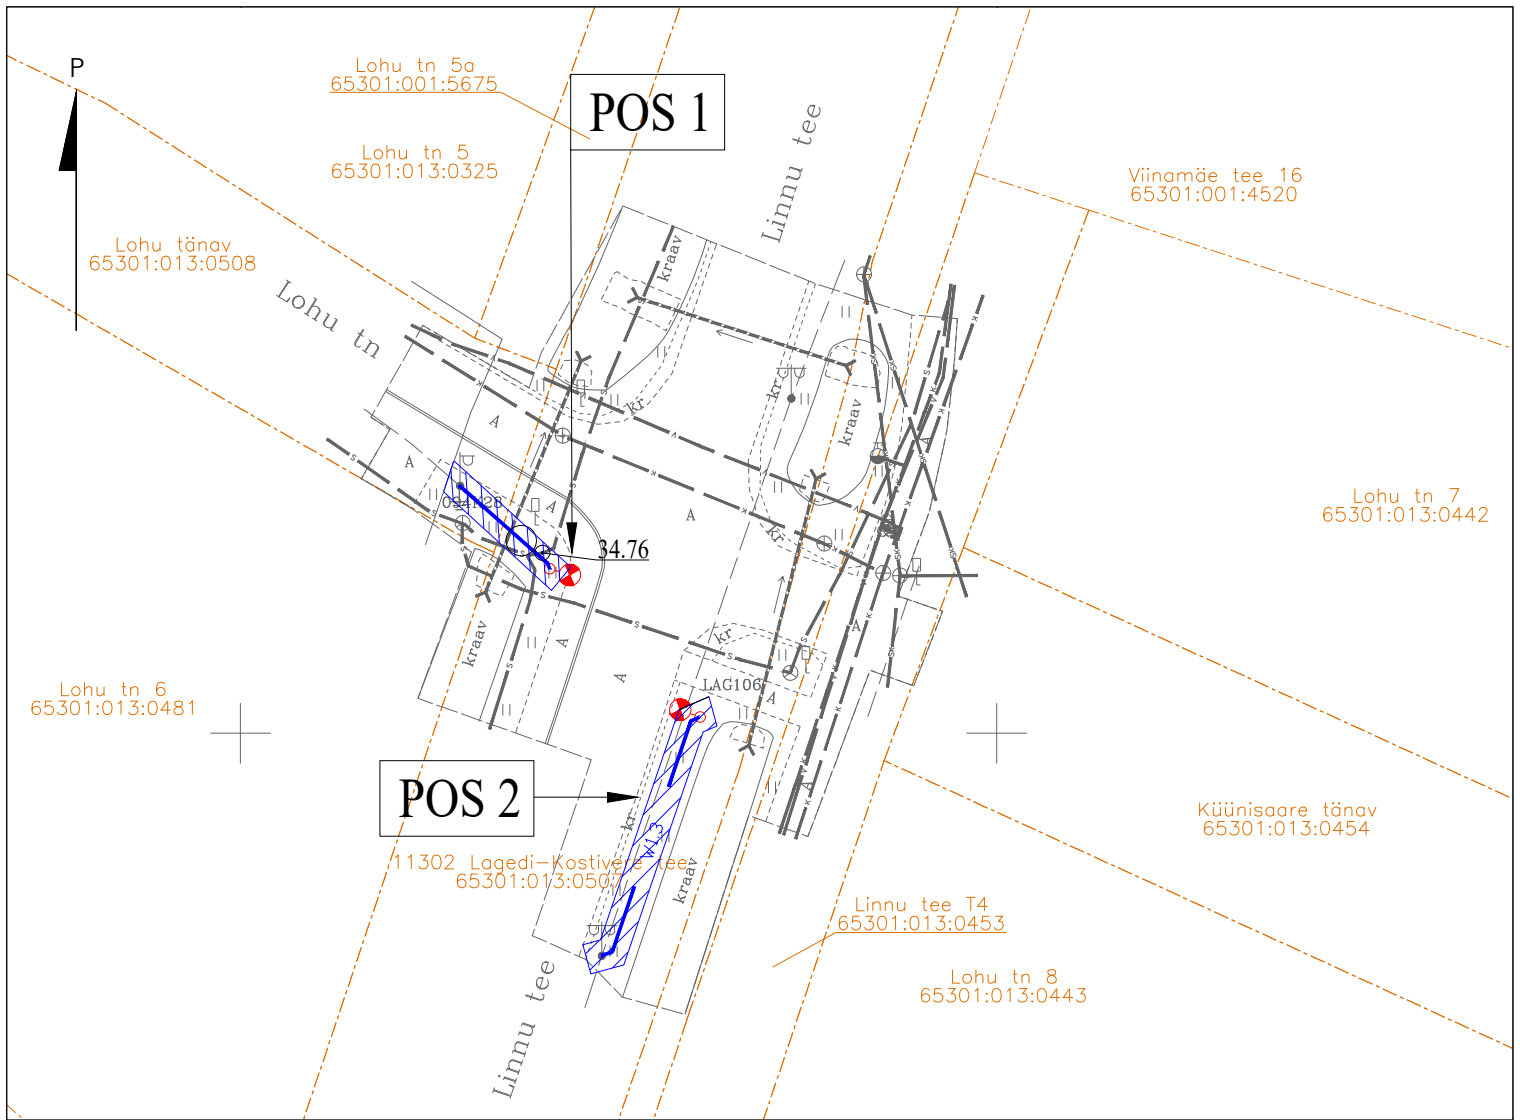 P
Lohu tn 5a
65301:001:5675
POS 1
Linnu tee
Lohu tn 5
65301:013:0325
Viinamäe tee 16
65301:001:4520
Lohu tänav
65301:013:0508
kraav
Lohu tn
kr
kr
kraav
A
A
A
A
A
Lohu tn 7
65301:013:0442
kr
34.76
kraav
kr
A
A
A
A
LAG106
Lohu tn 6
65301:013:0481
POS 2
kr
W1.3
A
Küünisaare tänav
65301:013:0454
11302 Lagedi-Kostivere tee
65301:013:0507
kraav
Linnu tee T4
65301:013:0453
Linnu tee
Lohu tn 8
65301:013:0443